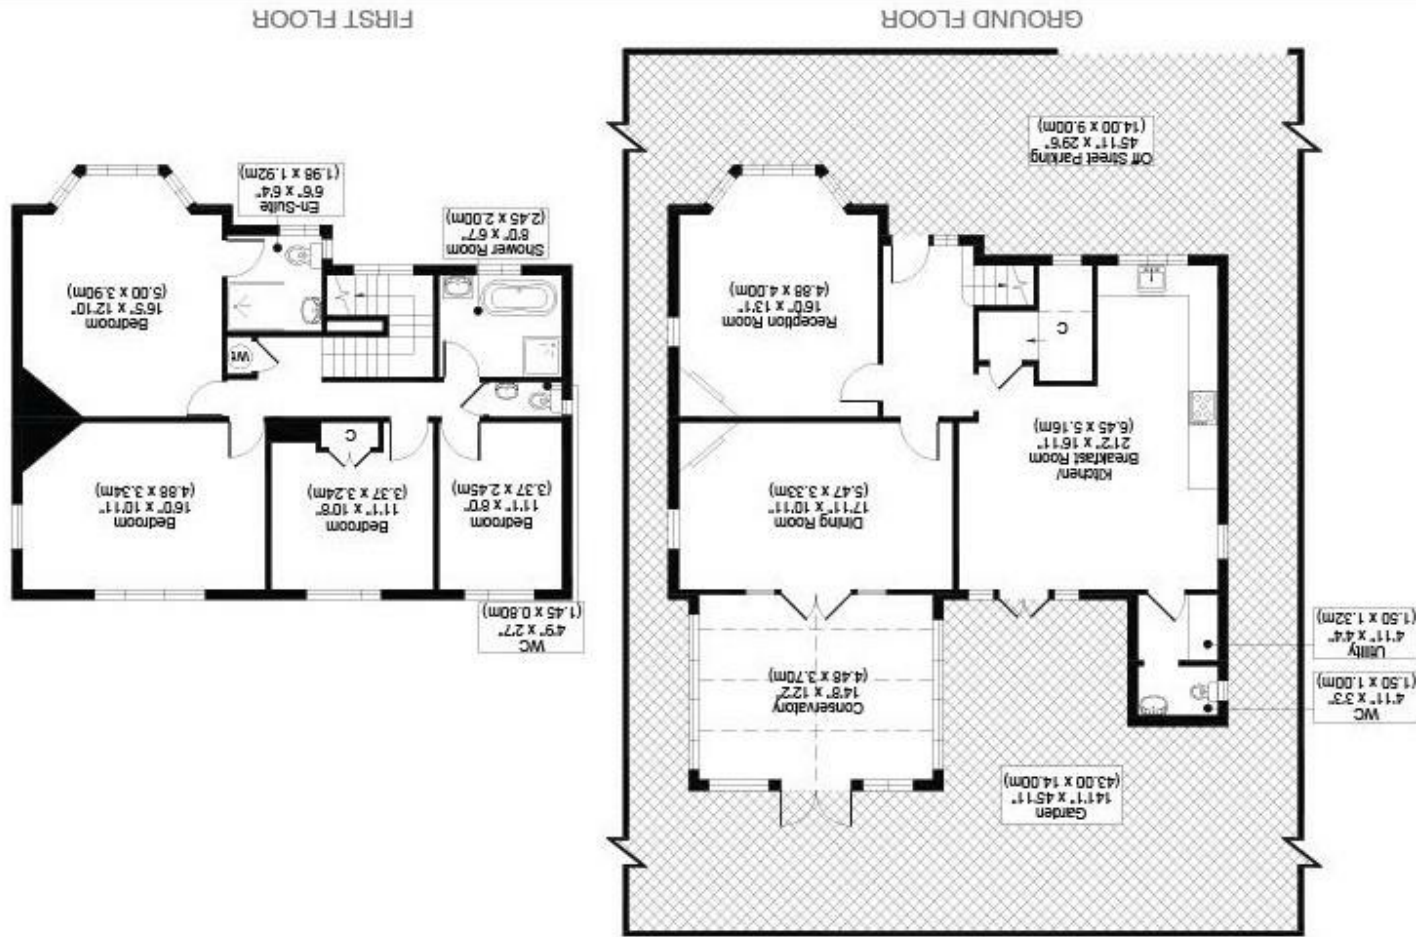 Garden
141'1" x 45'11"
(43.00 x 14.00m)
WC
4'11" x 3'3"
(1.50 x 1.00m)
Utility
4'11" x 4'4"
(1.50 x 1.32m)
Conservatory
14'8" x 12'2"
(4.48 x 3.70m)
Kitchen/
Breakfast Room
21'2" x 16'11"
(6.45 x 5.16m)
Dining Room
17'11" x 10'11"
(5.47 x 3.33m)
C
Reception Room
16'0" x 13'1"
(4.88 x 4.00m)
Off Street Parking
45'11" x 29'6"
(14.00 x 9.00m)
GROUND FLOOR
WC
4'9" x 2'7"
(1.45 x 0.80m)
Bedroom
11'1" x 8'0"
(3.37 x 2.45m)
Bedroom
11'1" x 10'8"
(3.37 x 3.24m)
Bedroom
16'0" x 10'11"
(4.88 x 3.34m)
C
Wt
Bedroom
16'5" x 12'10"
(5.00 x 3.90m)
Shower Room
8'0" x 6'7"
(2.45 x 2.00m)
En-Suite
6'6" x 6'4"
(1.98 x 1.92m)
FIRST FLOOR